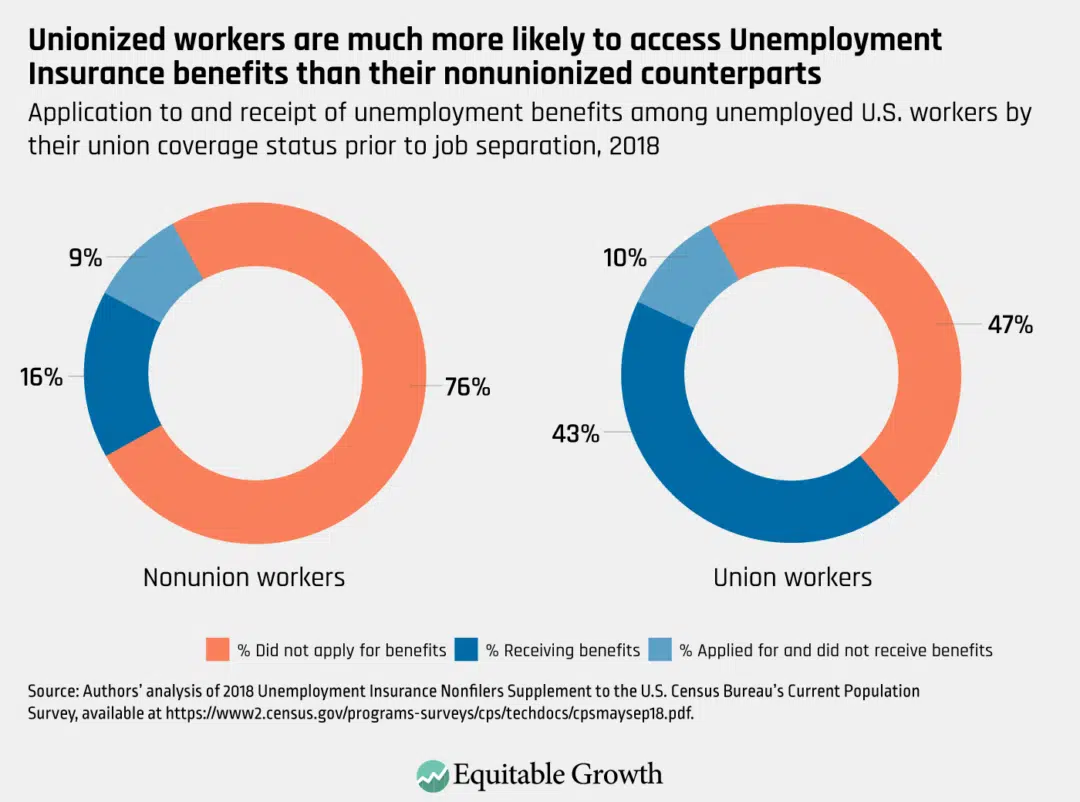 Unionized workers are much more likely to access Unemployment
Insurance benefits than their nonunionized counterparts
Application to and receipt of unemployment benefits among unemployed U.S. workers by
their union coverage status prior to job separation, 2018
9%
16%
76%
Nonunion workers
10%
47%
43%
Union workers
% Did not apply for benefits % Receiving benefits % Applied for and did not receive benefits
Source: Authors’ analysis of 2018 Unemployment Insurance Nonfilers Supplement to the U.S. Census Bureau’s Current Population
Survey, available at https://www2.census.gov/programs-surveys/cps/techdocs/cpsmaysep18.pdf.
Equitable Growth